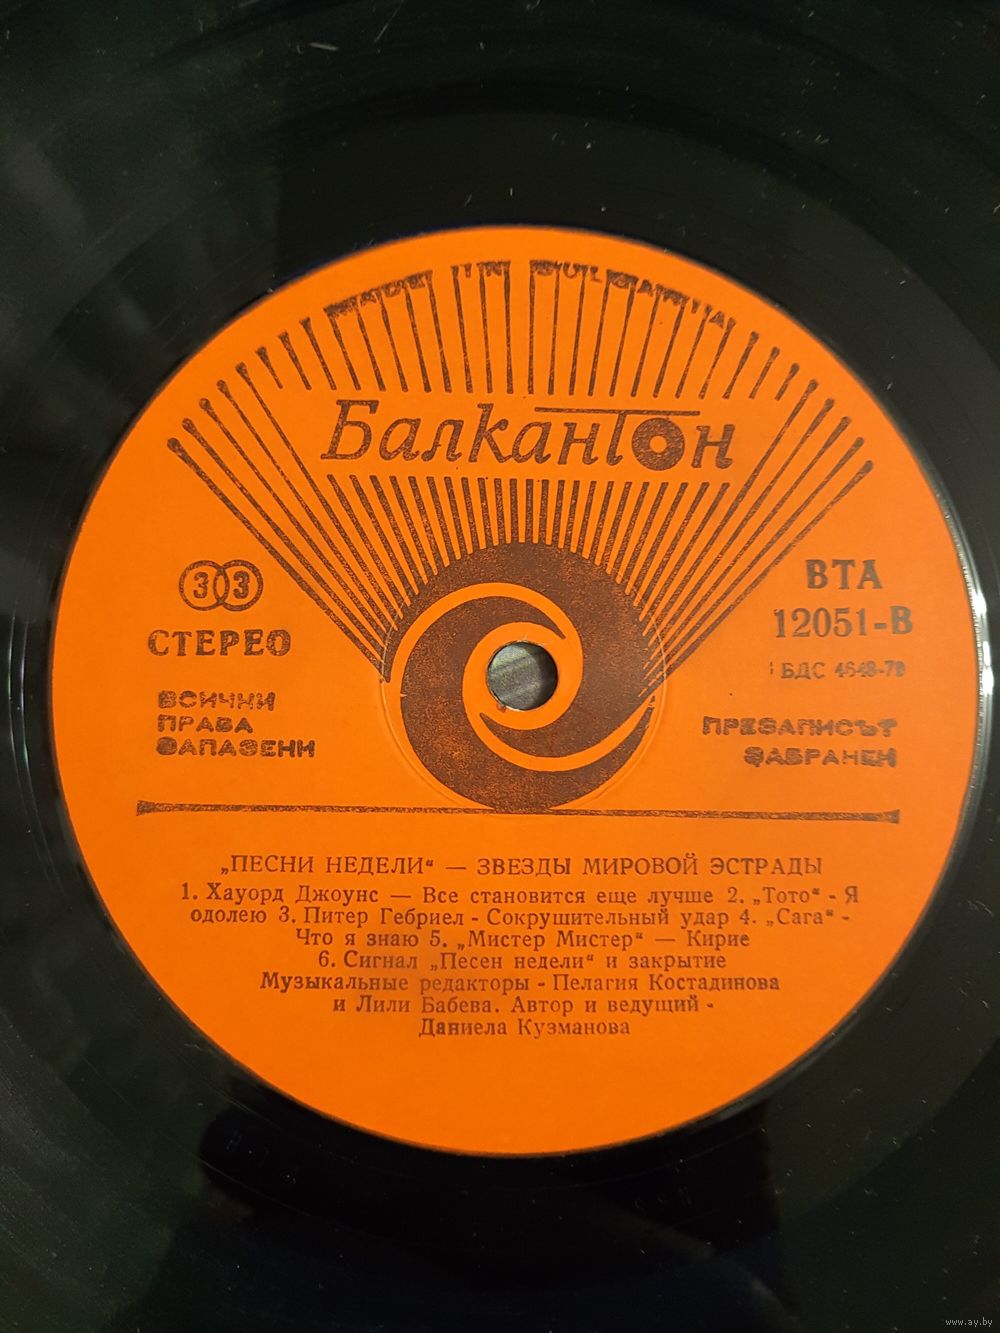 MADE IN BULGARIA
Балкантон
33
СТЕРЕО
ВСИЧКИ
ПРАВА
ЗАПАЗЕНИ
ВТА
12051-В
БДС 4648-78
ПРЕЗАПИСЪТ
ЗАБРАНЕН
„ПЕСНИ НЕДЕЛИ“ — ЗВЕЗДЫ МИРОВОЙ ЭСТРАДЫ
1. Хауорд Джоунс — Все становится еще лучше 2. „Тото“ - Я
одолею 3. Питер Гебриел - Сокрушительный удар 4. „Сага“ -
Что я знаю 5. „Мистер Мистер“ — Кирие
6. Сигнал „Песен недели“ и закрытие
Музыкальные редакторы - Пелагия Костадинова
и Лили Бабева. Автор и ведущий -
Даниела Кузманова
www.ay.by